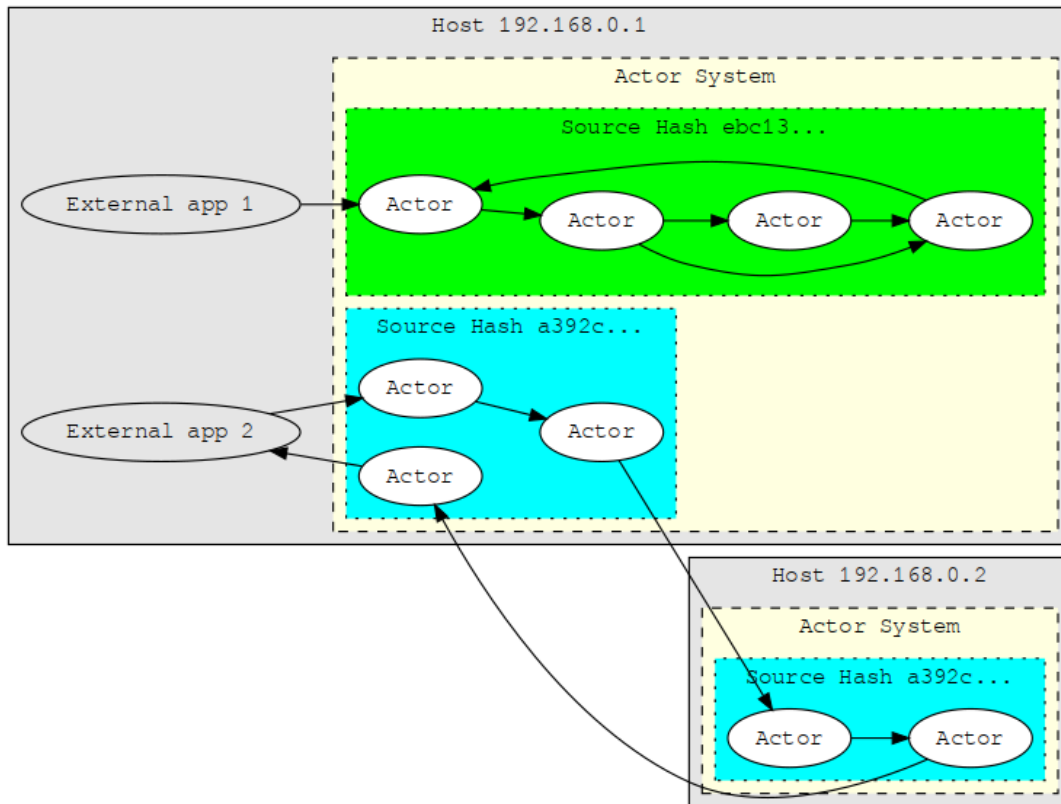 Host 192.168.0.1
Actor System
Source Hash ebc13...
External app 1
Actor
Actor
Actor
Actor
Source Hash a392c...
Actor
External app 2
Actor
Actor
Host 192.168.0.2
Actor System
Source Hash a392c...
Actor
Actor